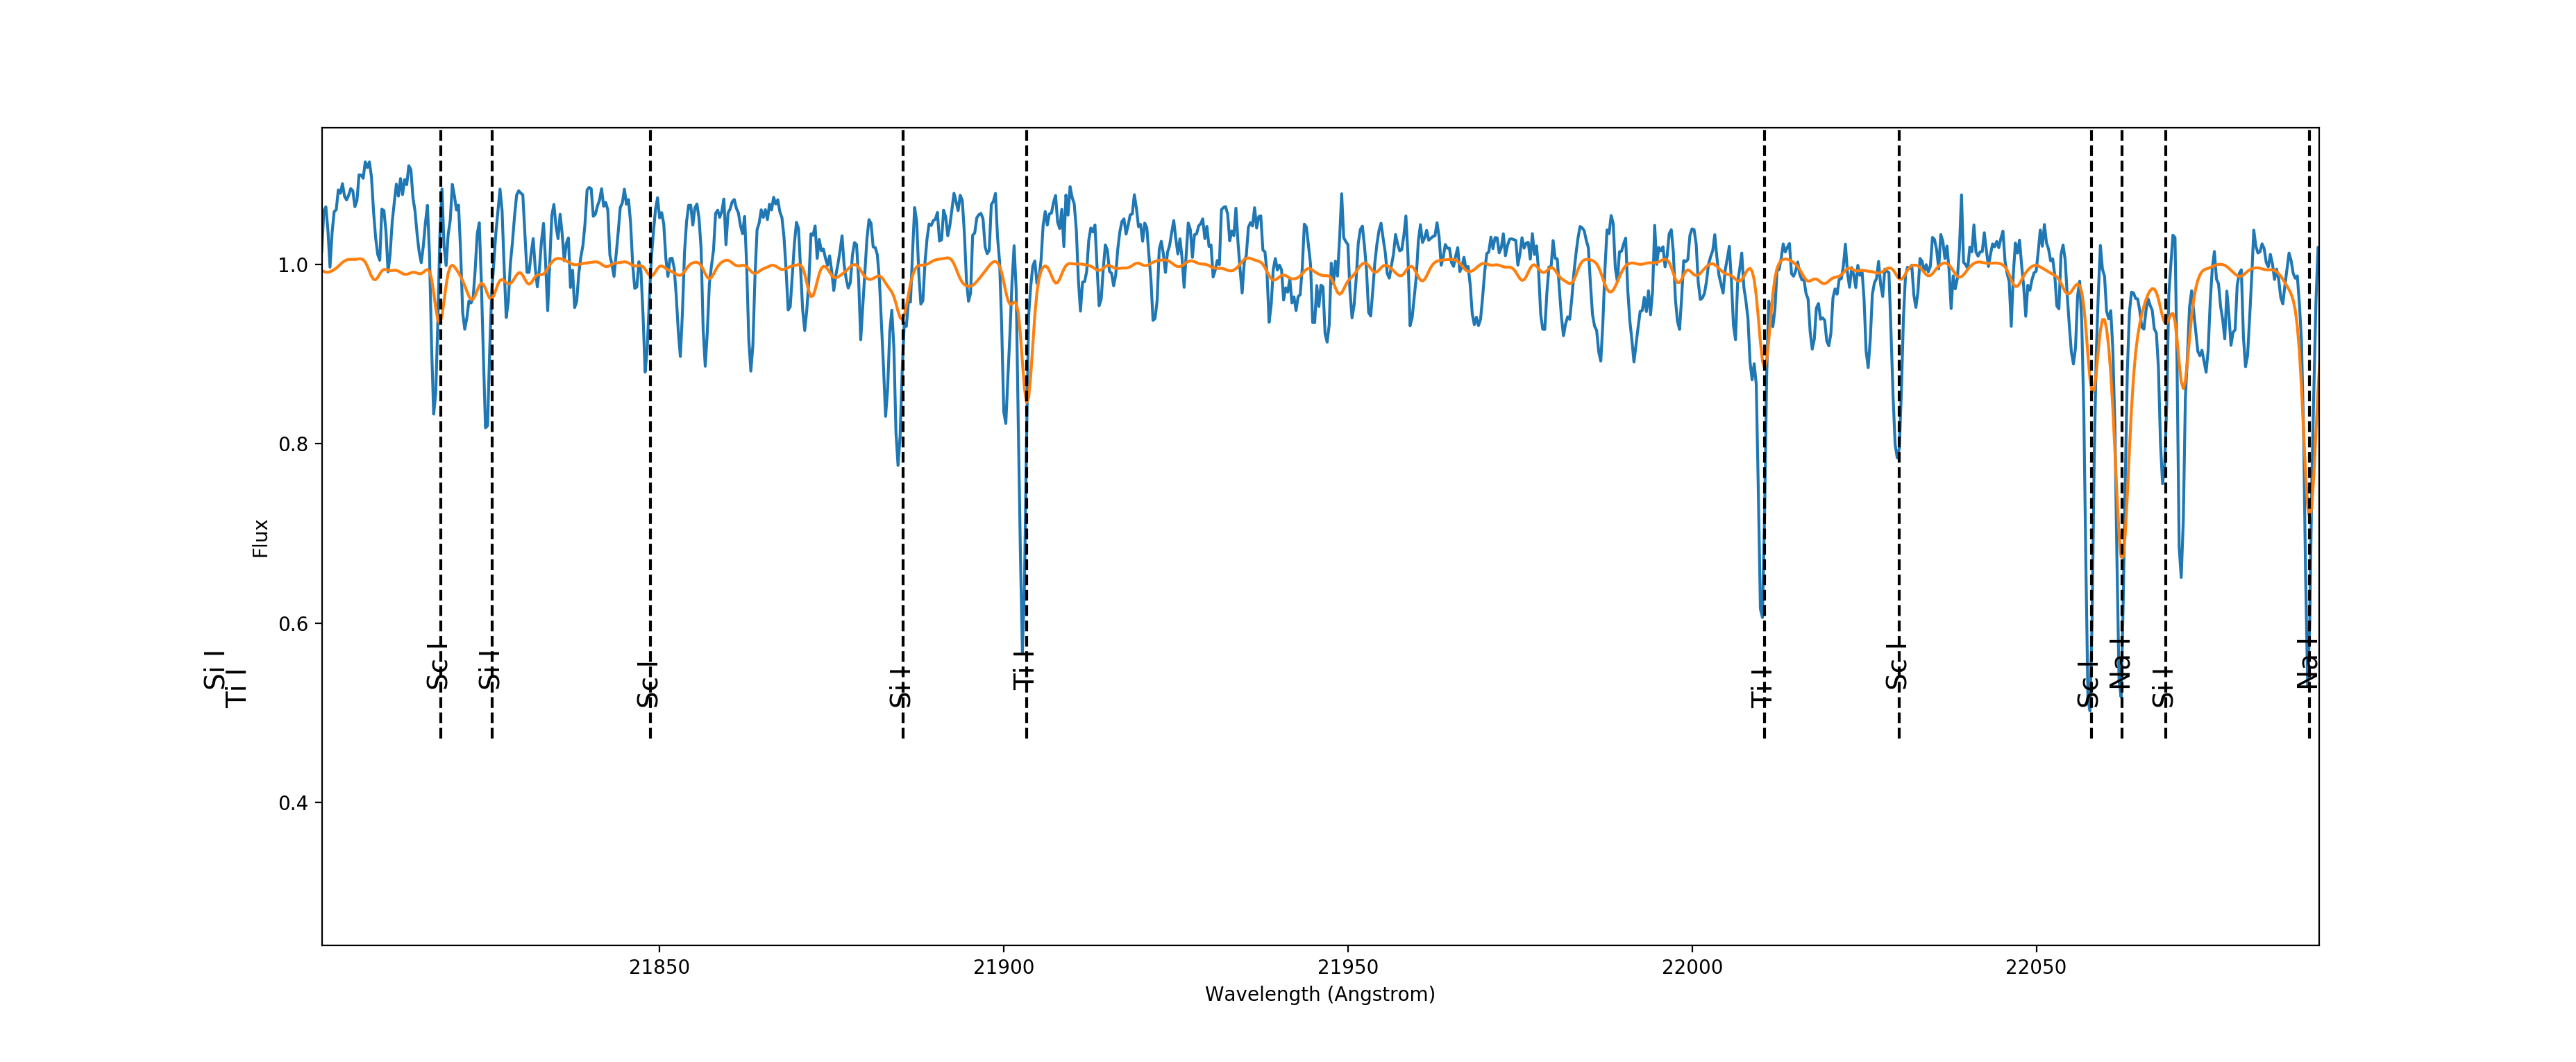 1.0
0.8
0.6
0.4
Flux
Si I
Ti I
Sc I
Si I
Sc I
Si I
Ti I
Ti I
Sc I
Sc I
Na I
Si I
Na I
21850
21900
21950
22000
22050
Wavelength (Angstrom)